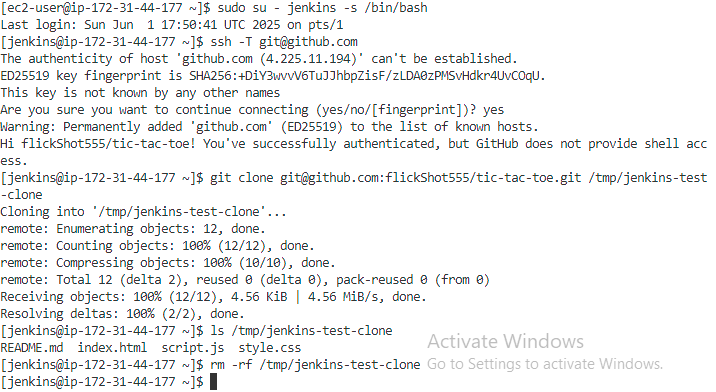 [ec2-user@ip-172-31-44-177 ~]$ sudo su - jenkins -s /bin/bash
Last login: Sun Jun  1 17:50:41 UTC 2025 on pts/1
[jenkins@ip-172-31-44-177 ~]$ ssh -T git@github.com
The authenticity of host 'github.com (4.225.11.194)' can't be established.
ED25519 key fingerprint is SHA256:+DiY3wvvV6TuJJhbpZisF/zLDA0zPMSvHdkr4UvCOqU.
This key is not known by any other names
Are you sure you want to continue connecting (yes/no/[fingerprint])? yes
Warning: Permanently added 'github.com' (ED25519) to the list of known hosts.
Hi flickShot555/tic-tac-toe! You've successfully authenticated, but GitHub does not provide shell acc
ess.
[jenkins@ip-172-31-44-177 ~]$ git clone git@github.com:flickShot555/tic-tac-toe.git /tmp/jenkins-test
-clone
Cloning into '/tmp/jenkins-test-clone'...
remote: Enumerating objects: 12, done.
remote: Counting objects: 100% (12/12), done.
remote: Compressing objects: 100% (10/10), done.
remote: Total 12 (delta 2), reused 0 (delta 0), pack-reused 0 (from 0)
Receiving objects: 100% (12/12), 4.56 KiB | 4.56 MiB/s, done.
Resolving deltas: 100% (2/2), done.
[jenkins@ip-172-31-44-177 ~]$ ls /tmp/jenkins-test-clone
README.md  index.html  script.js  style.css
[jenkins@ip-172-31-44-177 ~]$ rm -rf /tmp/jenkins-test-clone
[jenkins@ip-172-31-44-177 ~]$
Activate Windows
Go to Settings to activate Windows.